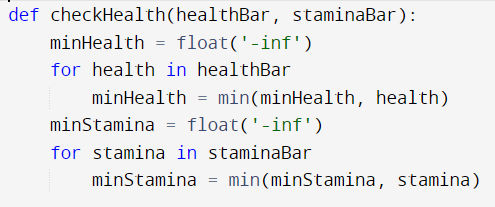 def checkHealth(healthBar, staminaBar):
    minHealth = float('-inf')
    for health in healthBar
        minHealth = min(minHealth, health)
    minStamina = float('-inf')
    for stamina in staminaBar
        minStamina = min(minStamina, stamina)